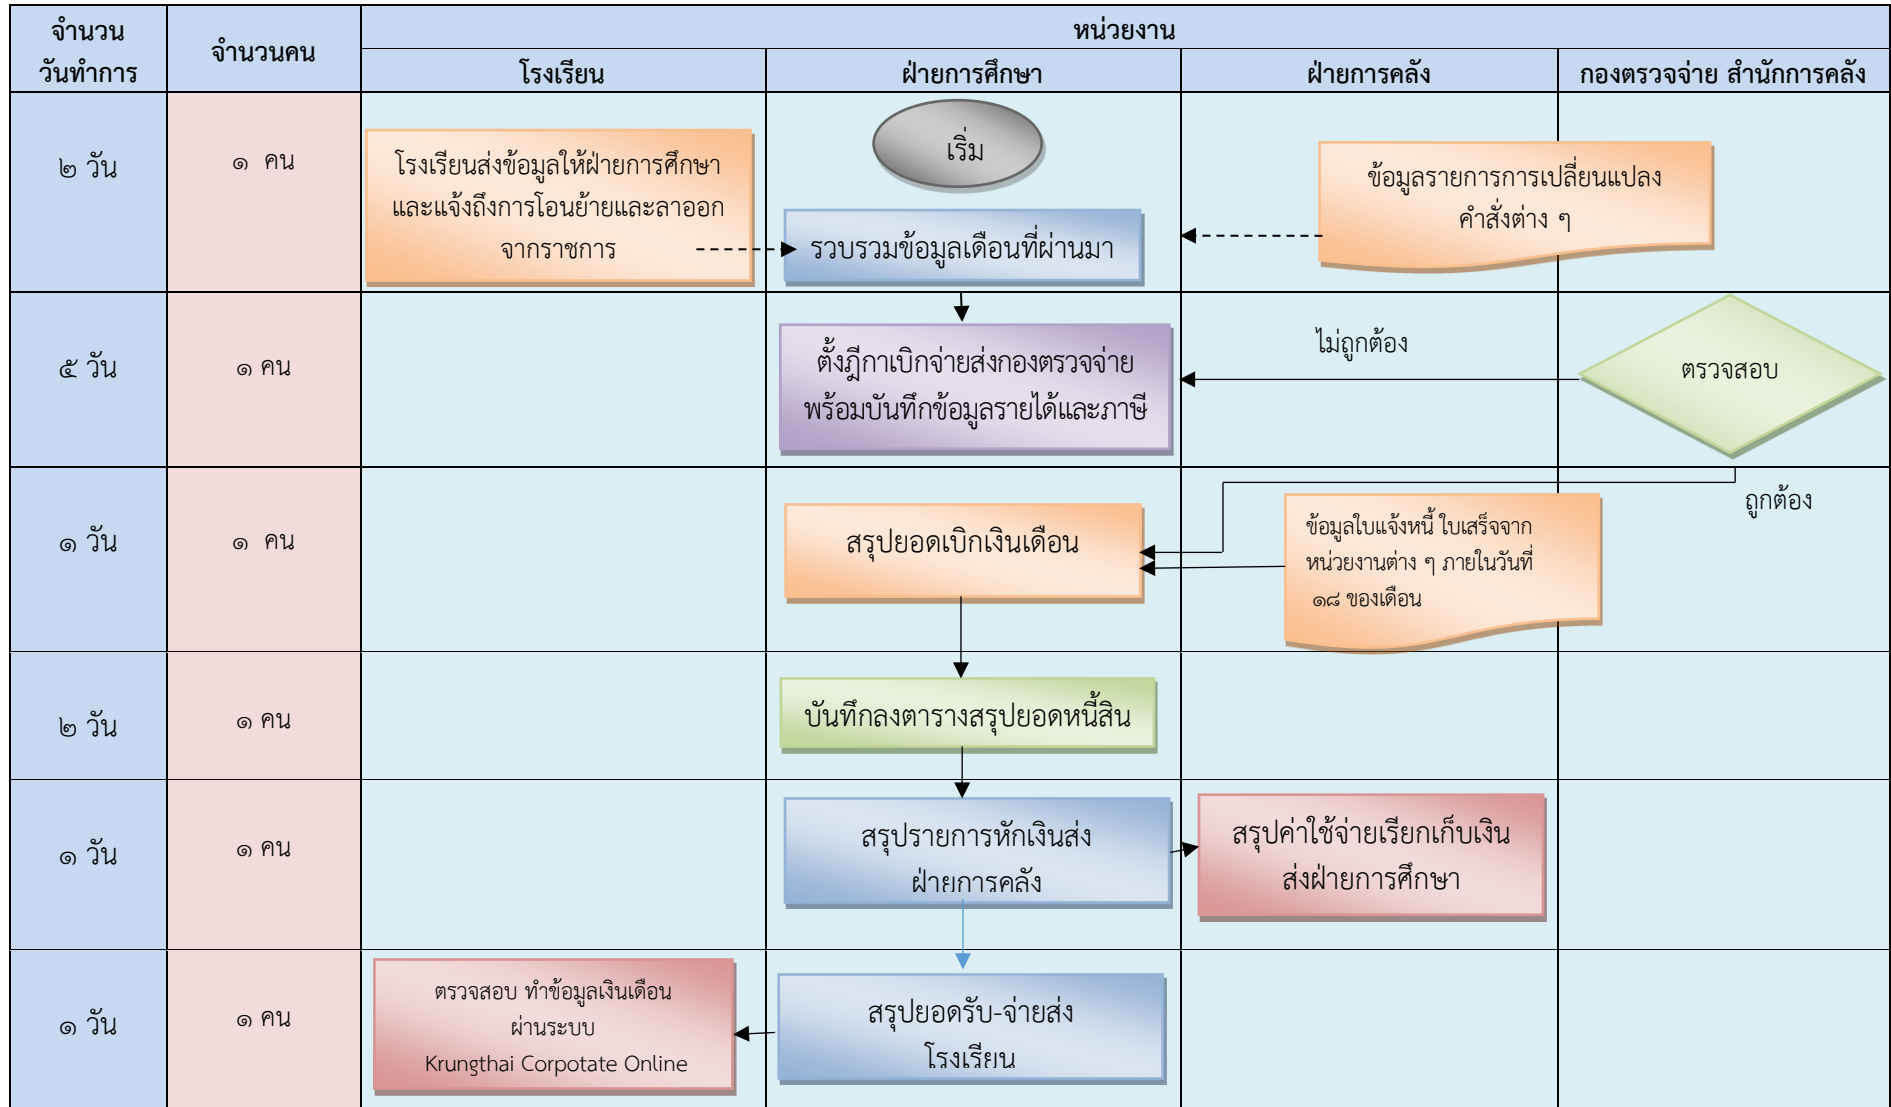 จำนวน
วันทำการ
จำนวนคน
หน่วยงาน
โรงเรียน
ฝ่ายการศึกษา
ฝ่ายการคลัง
กองตรวจจ่าย สำนักการคลัง
๒ วัน
๑ คน
โรงเรียนส่งข้อมูลให้ฝ่ายการศึกษา
และแจ้งถึงการโอนย้ายและลาออก
จากราชการ
เริ่ม
รวบรวมข้อมูลเดือนที่ผ่านมา
ข้อมูลรายการการเปลี่ยนแปลง
คำสั่งต่าง ๆ
๕ วัน
๑ คน
ตั้งฎีกาเบิกจ่ายส่งกองตรวจจ่าย
พร้อมบันทึกข้อมูลรายได้และภาษี
ไม่ถูกต้อง
ตรวจสอบ
๑ วัน
๑ คน
สรุปยอดเบิกเงินเดือน
ข้อมูลใบแจ้งหนี้ ใบเสร็จจาก
หน่วยงานต่าง ๆ ภายในวันที่
๑๘ ของเดือน
ถูกต้อง
๒ วัน
๑ คน
บันทึกลงตารางสรุปยอดหนี้สิน
๑ วัน
๑ คน
สรุปรายการหักเงินส่ง
ฝ่ายการคลัง
สรุปค่าใช้จ่ายเรียกเก็บเงิน
ส่งฝ่ายการศึกษา
๑ วัน
๑ คน
ตรวจสอบ ทำข้อมูลเงินเดือน
ผ่านระบบ
Krungthai Corpotate Online
สรุปยอดรับ-จ่ายส่ง
โรงเรียน